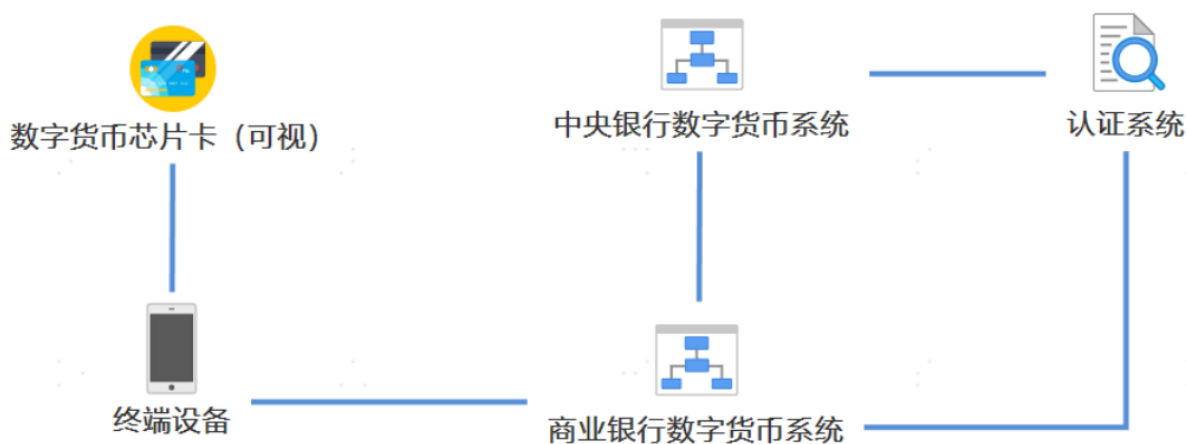 数字货币芯片卡（可视）
中央银行数字货币系统
认证系统
终端设备
商业银行数字货币系统